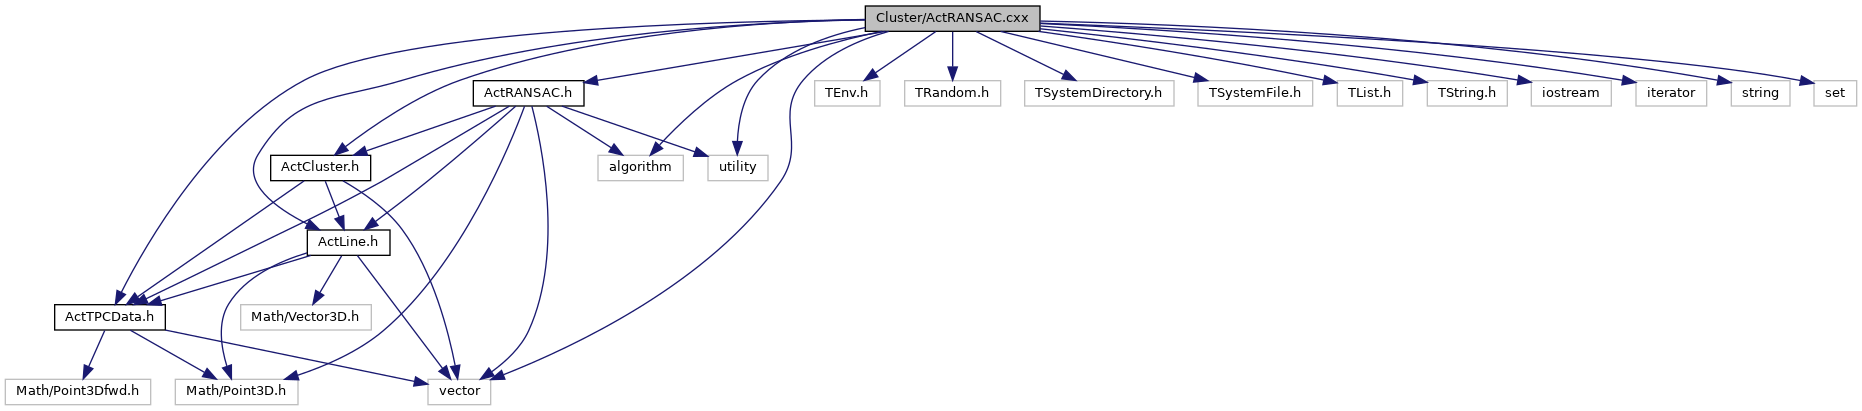 Cluster/ActRANSAC.cxx
ActRANSAC.h
TEnv.h
TRandom.h
TSystemDirectory.h
TSystemFile.h
TList.h
TString.h
iostream
iterator
string
set
ActCluster.h
algorithm
utility
ActLine.h
ActTPCData.h
Math/Vector3D.h
Math/Point3Dfwd.h
Math/Point3D.h
vector